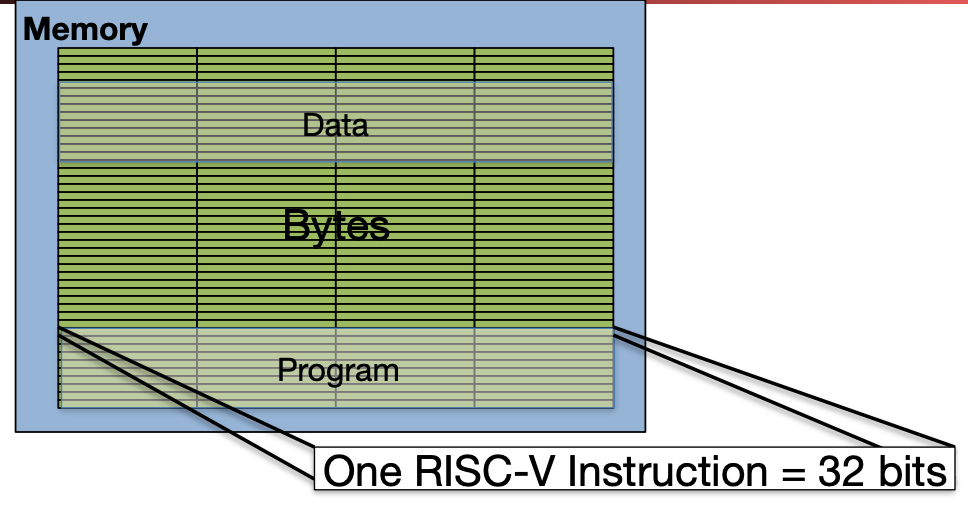 Memory
Data
Bytes
Program
One RISC-V Instruction = 32 bits